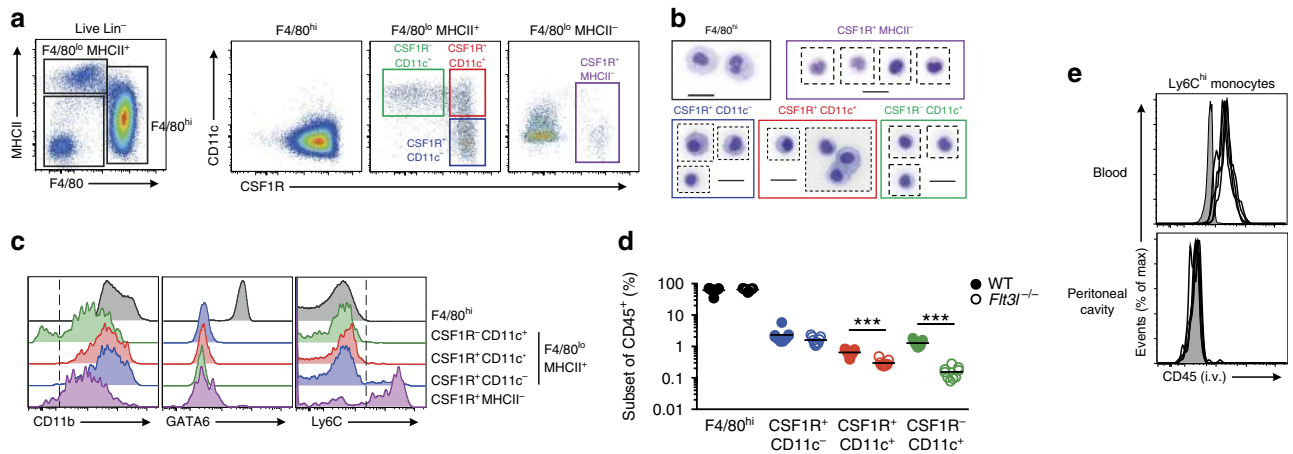 a
Live Lin⁻
F4/80ˡᵒ MHCII⁺
F4/80ʰⁱ
MHCII
F4/80
F4/80ʰⁱ
F4/80ˡᵒ MHCII⁺
F4/80ˡᵒ MHCII⁻
CSF1R⁻
CD11c⁺
CSF1R⁺
CD11c⁺
CSF1R⁺
CD11c⁻
CSF1R⁺
MHCII⁻
CD11c
CSF1R
b
F4/80ʰⁱ
CSF1R⁺ MHCII⁻
CSF1R⁺ CD11c⁻
CSF1R⁺ CD11c⁺
CSF1R⁻ CD11c⁺
c
F4/80ʰⁱ
CSF1R⁻CD11c⁺
CSF1R⁺CD11c⁺
CSF1R⁺CD11c⁻
CSF1R⁺MHCII⁻
F4/80ˡᵒ
MHCII⁺
CD11b
GATA6
Ly6C
d
Subset of CD45⁺ (%)
100
10
1
0.1
0.01
***
***
WT
Flt3l⁻/⁻
F4/80ʰⁱ
CSF1R⁺
CD11c⁻
CSF1R⁺
CD11c⁺
CSF1R⁻
CD11c⁺
e
Ly6Cʰⁱ monocytes
Blood
Peritoneal
cavity
Events (% of max)
CD45 (i.v.)